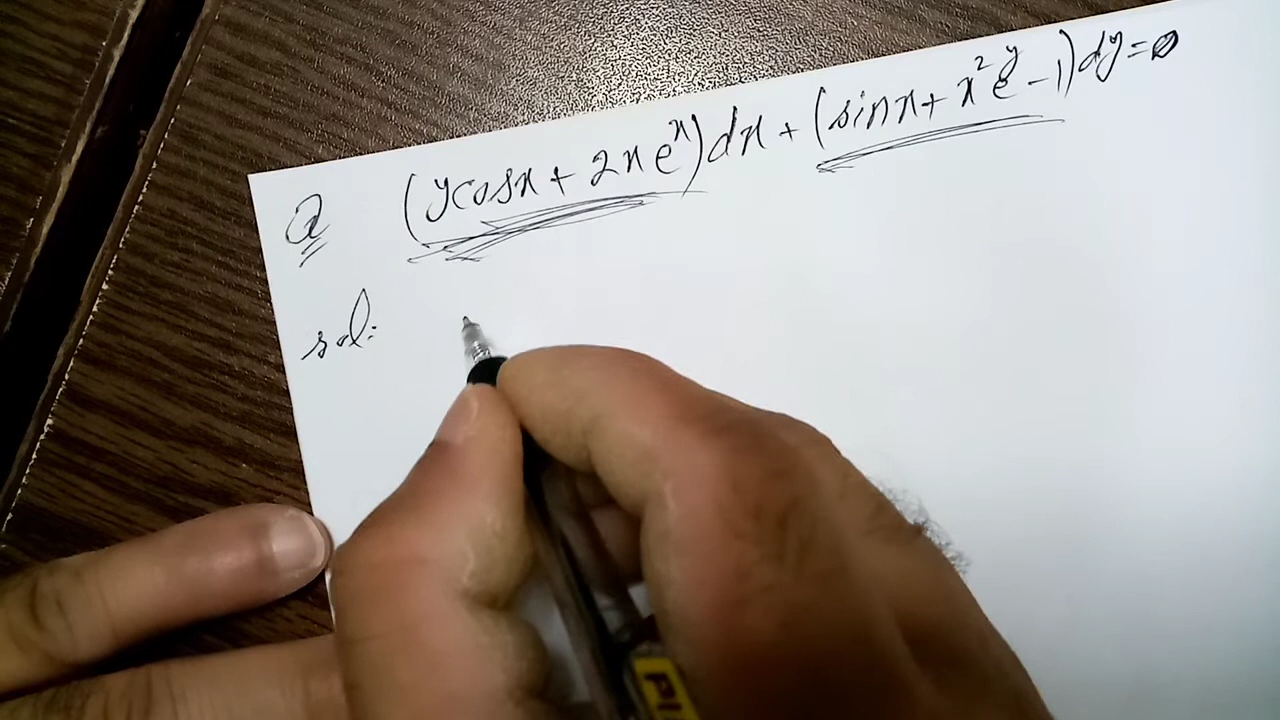 Q (ycosx + 2xe^x)dx + (sinx + x^2e^y - 1)dy = 0
sol: